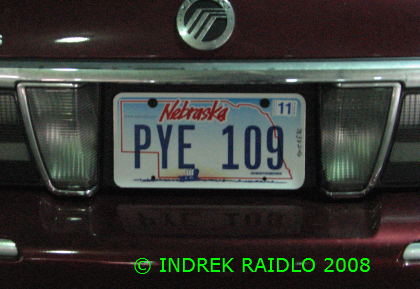 Nebraska
11
PYE 109
© INDREK RAIDLO 2008